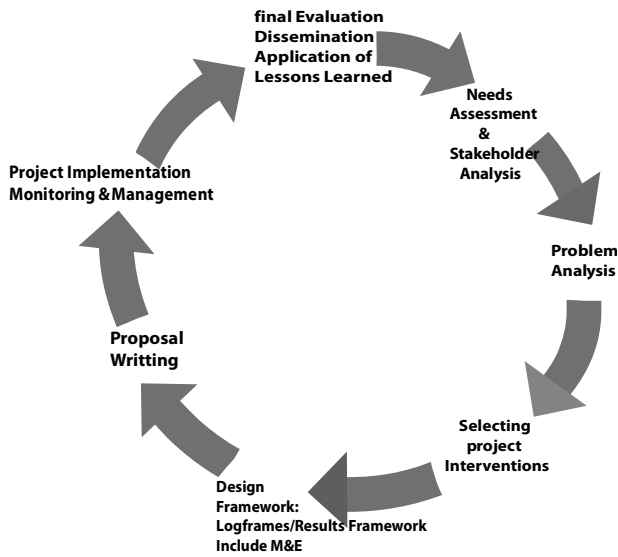 final Evaluation
Dissemination
Application of
Lessons Learned
Needs
Assessment
&
Stakeholder
Analysis
Problem
Analysis
Selecting
project
Interventions
Design
Framework:
Logframes/Results Framework
Include M&E
Proposal
Writting
Project Implementation
Monitoring & Management